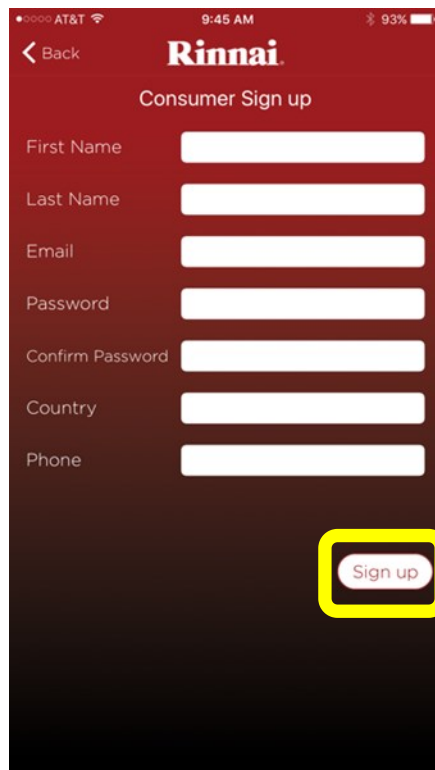 AT&T 9:45 AM 93%
Back Rinnai.
Consumer Sign up
First Name
Last Name
Email
Password
Confirm Password
Country
Phone
Sign up